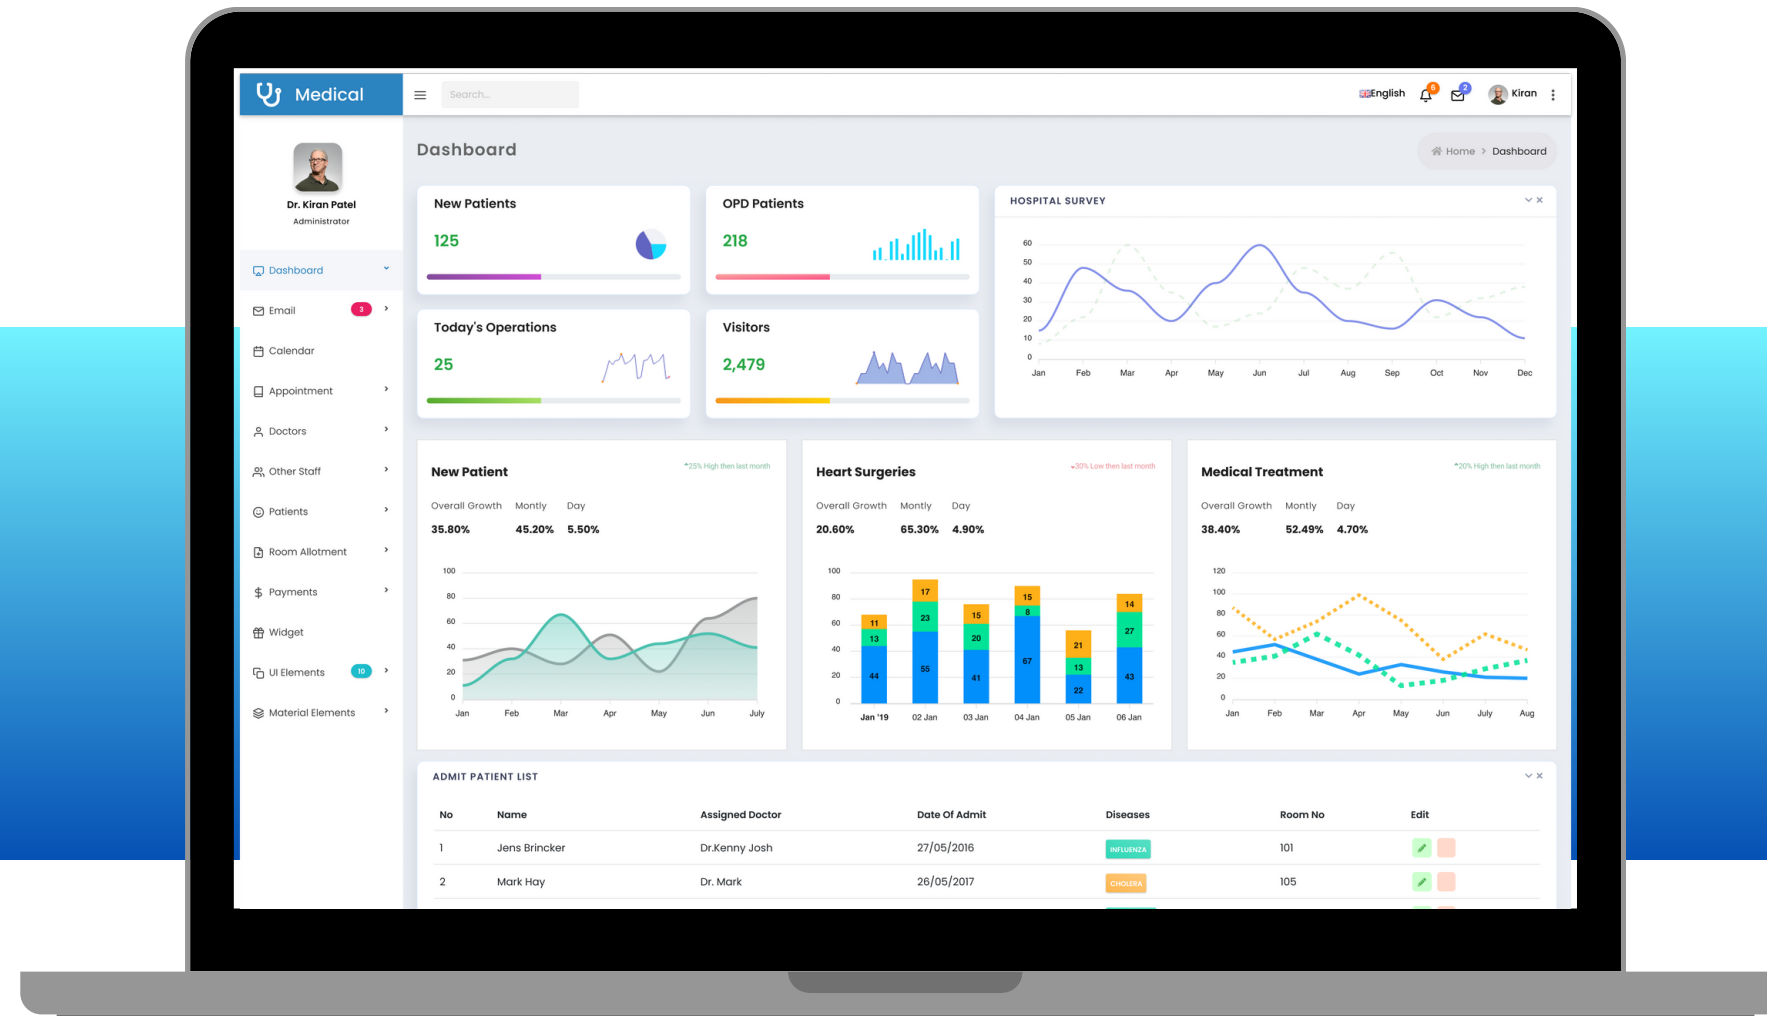 Medical
Search...
English
6
2
Kiran
Dr. Kiran Patel
Administrator
Dashboard
Email
3
Calendar
Appointment
Doctors
Other Staff
Patients
Room Allotment
Payments
Widget
UI Elements
10
Material Elements
Dashboard
Home > Dashboard
New Patients
125
OPD Patients
218
Today's Operations
25
Visitors
2,479
HOSPITAL SURVEY
60
50
40
30
20
10
0
Jan Feb Mar Apr May Jun Jul Aug Sep Oct Nov Dec
New Patient
25% High then last month
Overall Growth Montly Day
35.80% 45.20% 5.50%
100
80
60
40
20
0
Jan Feb Mar Apr May Jun July
Heart Surgeries
30% Low then last month
Overall Growth Montly Day
20.60% 65.30% 4.90%
100
80
60
40
20
0
11
13
44
17
23
55
15
20
41
15
8
67
21
13
22
14
27
43
Jan '19 02 Jan 03 Jan 04 Jan 05 Jan 06 Jan
Medical Treatment
20% High then last month
Overall Growth Montly Day
38.40% 52.49% 4.70%
120
100
80
60
40
20
0
Jan Feb Mar Apr May Jun July Aug
ADMIT PATIENT LIST
No Name Assigned Doctor Date Of Admit Diseases Room No Edit
1 Jens Brincker Dr.Kenny Josh 27/05/2016 INFLUENZA 101
2 Mark Hay Dr. Mark 26/05/2017 CHOLERA 105